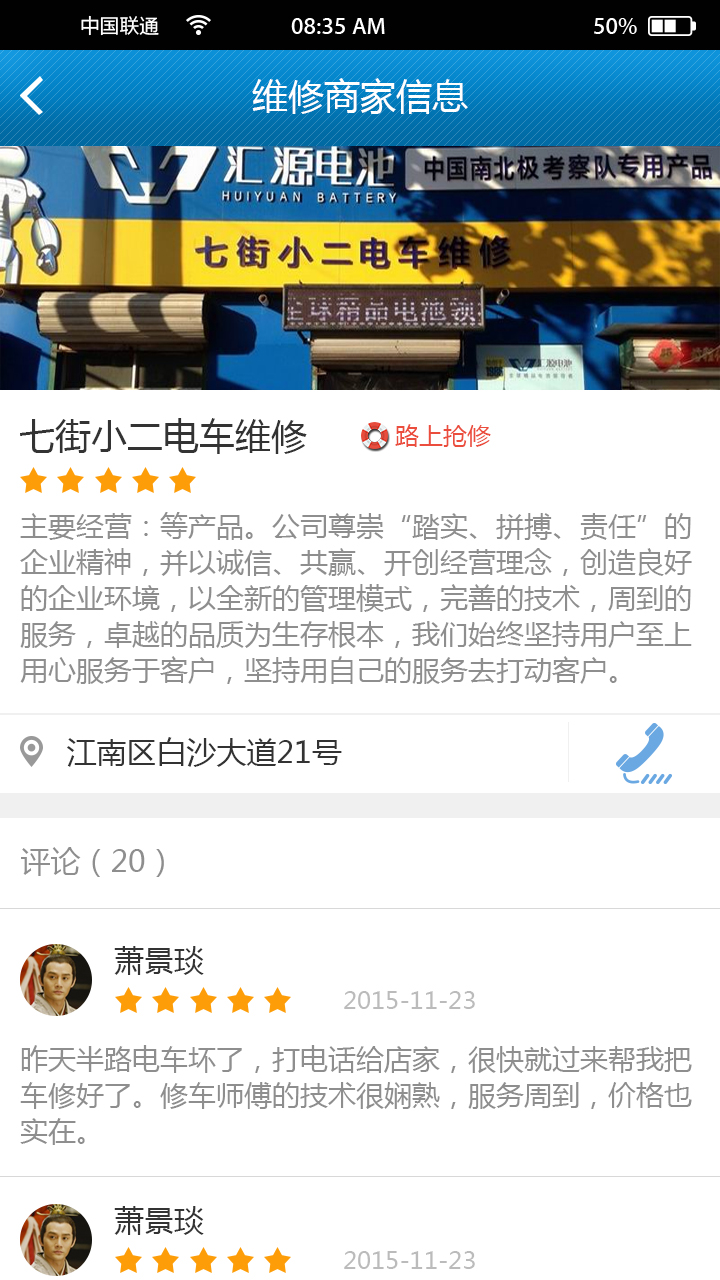 中国联通
08:35 AM
50%
维修商家信息
汇源电池
HUIYUAN BATTERY
中国南北极考察队专用产品
七街小二电车维修
全球精品电池领
汇源电池
七街小二电车维修
路上抢修
主要经营：等产品。公司尊崇“踏实、拼搏、责任”的
企业精神，并以诚信、共赢、开创经营理念，创造良好
的企业环境，以全新的管理模式，完善的技术，周到的
服务，卓越的品质为生存根本，我们始终坚持用户至上
用心服务于客户，坚持用自己的服务去打动客户。
江南区白沙大道21号
评论（20）
萧景琰
2015-11-23
昨天半路电车坏了，打电话给店家，很快就过来帮我把
车修好了。修车师傅的技术很娴熟，服务周到，价格也
实在。
萧景琰
2015-11-23